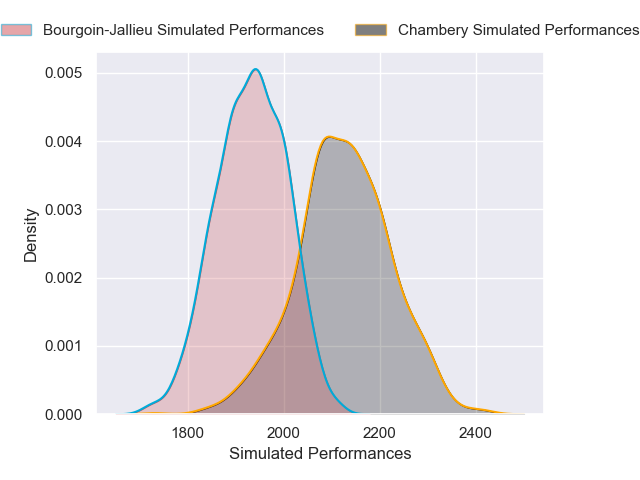 Bourgoin-Jallieu Simulated Performances Chambery Simulated Performances
0.005
0.004
0.003
0.002
0.001
0.000
Density
1800 2000 2200 2400
Simulated Performances